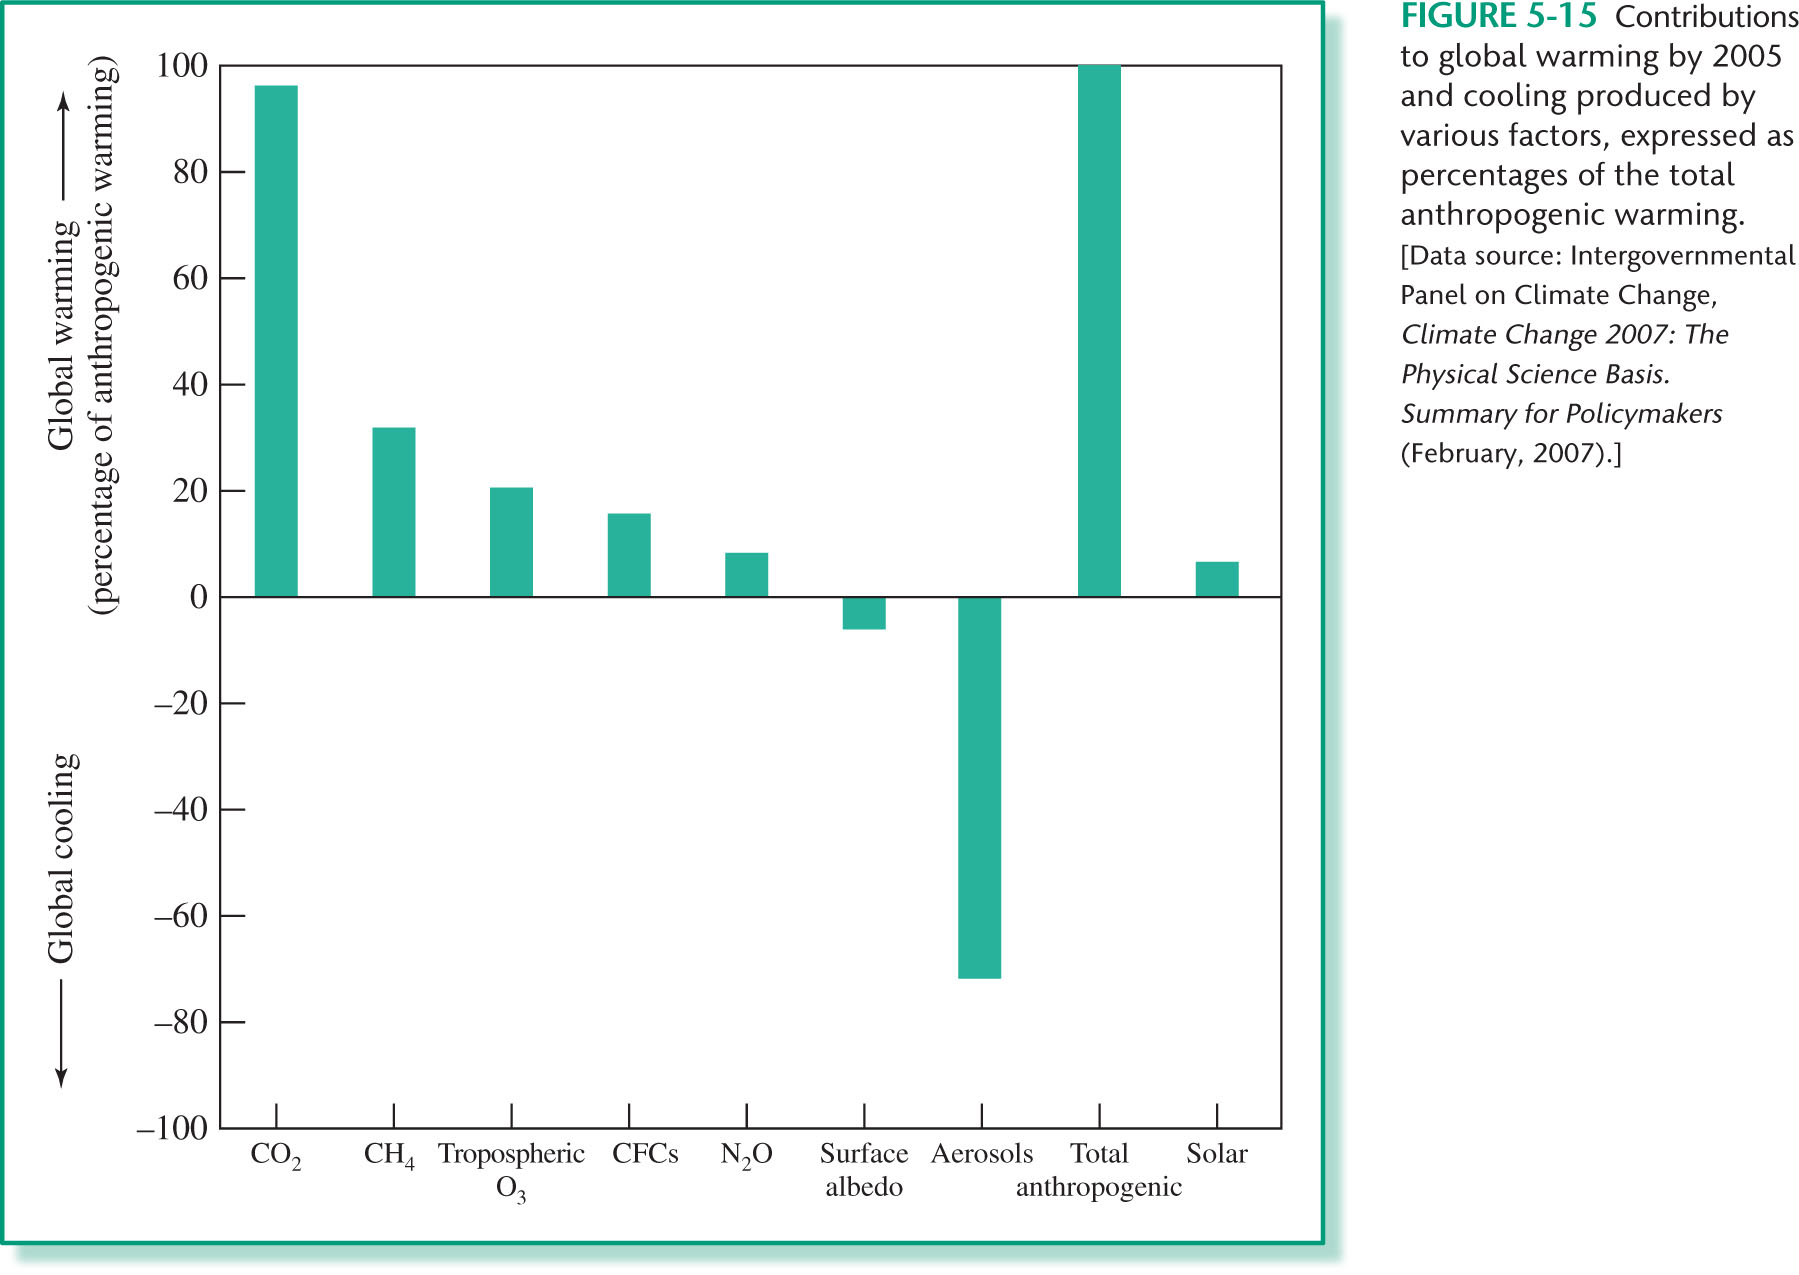 Global warming
(percentage of anthropogenic warming)
Global cooling
100
80
60
40
20
0
–20
–40
–60
–80
–100
CO2
CH4
Tropospheric
O3
CFCs
N2O
Surface
albedo
Aerosols
Total
anthropogenic
Solar
FIGURE 5-15 Contributions
to global warming by 2005
and cooling produced by
various factors, expressed as
percentages of the total
anthropogenic warming.
[Data source: Intergovernmental
Panel on Climate Change,
Climate Change 2007: The
Physical Science Basis.
Summary for Policymakers
(February, 2007).]